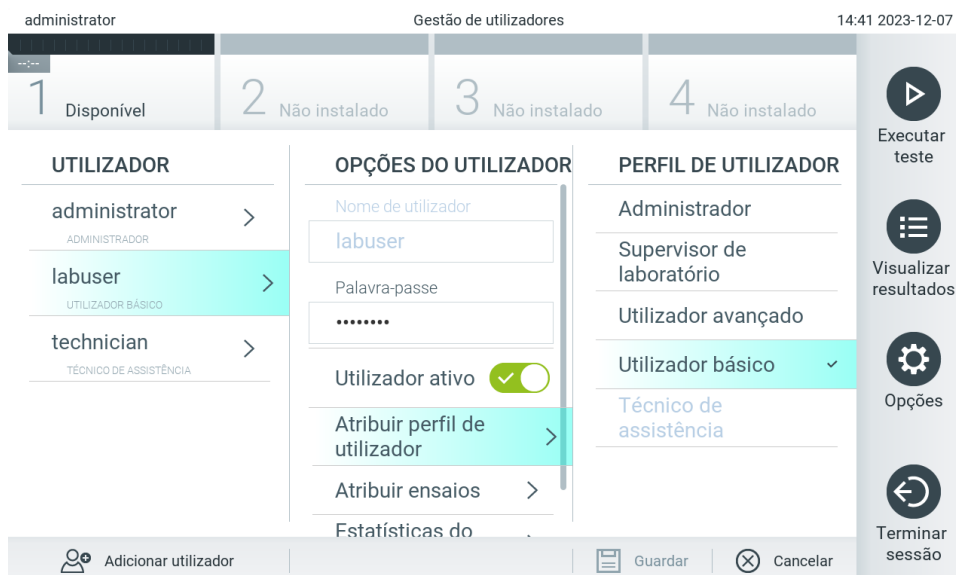 administrator
Gestão de utilizadores
14:41 2023-12-07
--:--
1 Disponível
2 Não instalado
3 Não instalado
4 Não instalado
UTILIZADOR
administrator
ADMINISTRADOR
labuser
UTILIZADOR BÁSICO
technician
TÉCNICO DE ASSISTÊNCIA
OPÇÕES DO UTILIZADOR
Nome de utilizador
labuser
Palavra-passe
••••••••
Utilizador ativo
Atribuir perfil de
utilizador
Atribuir ensaios
Estatísticas do
PERFIL DE UTILIZADOR
Administrador
Supervisor de
laboratório
Utilizador avançado
Utilizador básico
Técnico de
assistência
Executar
teste
Visualizar
resultados
Opções
Terminar
sessão
Adicionar utilizador
Guardar
Cancelar